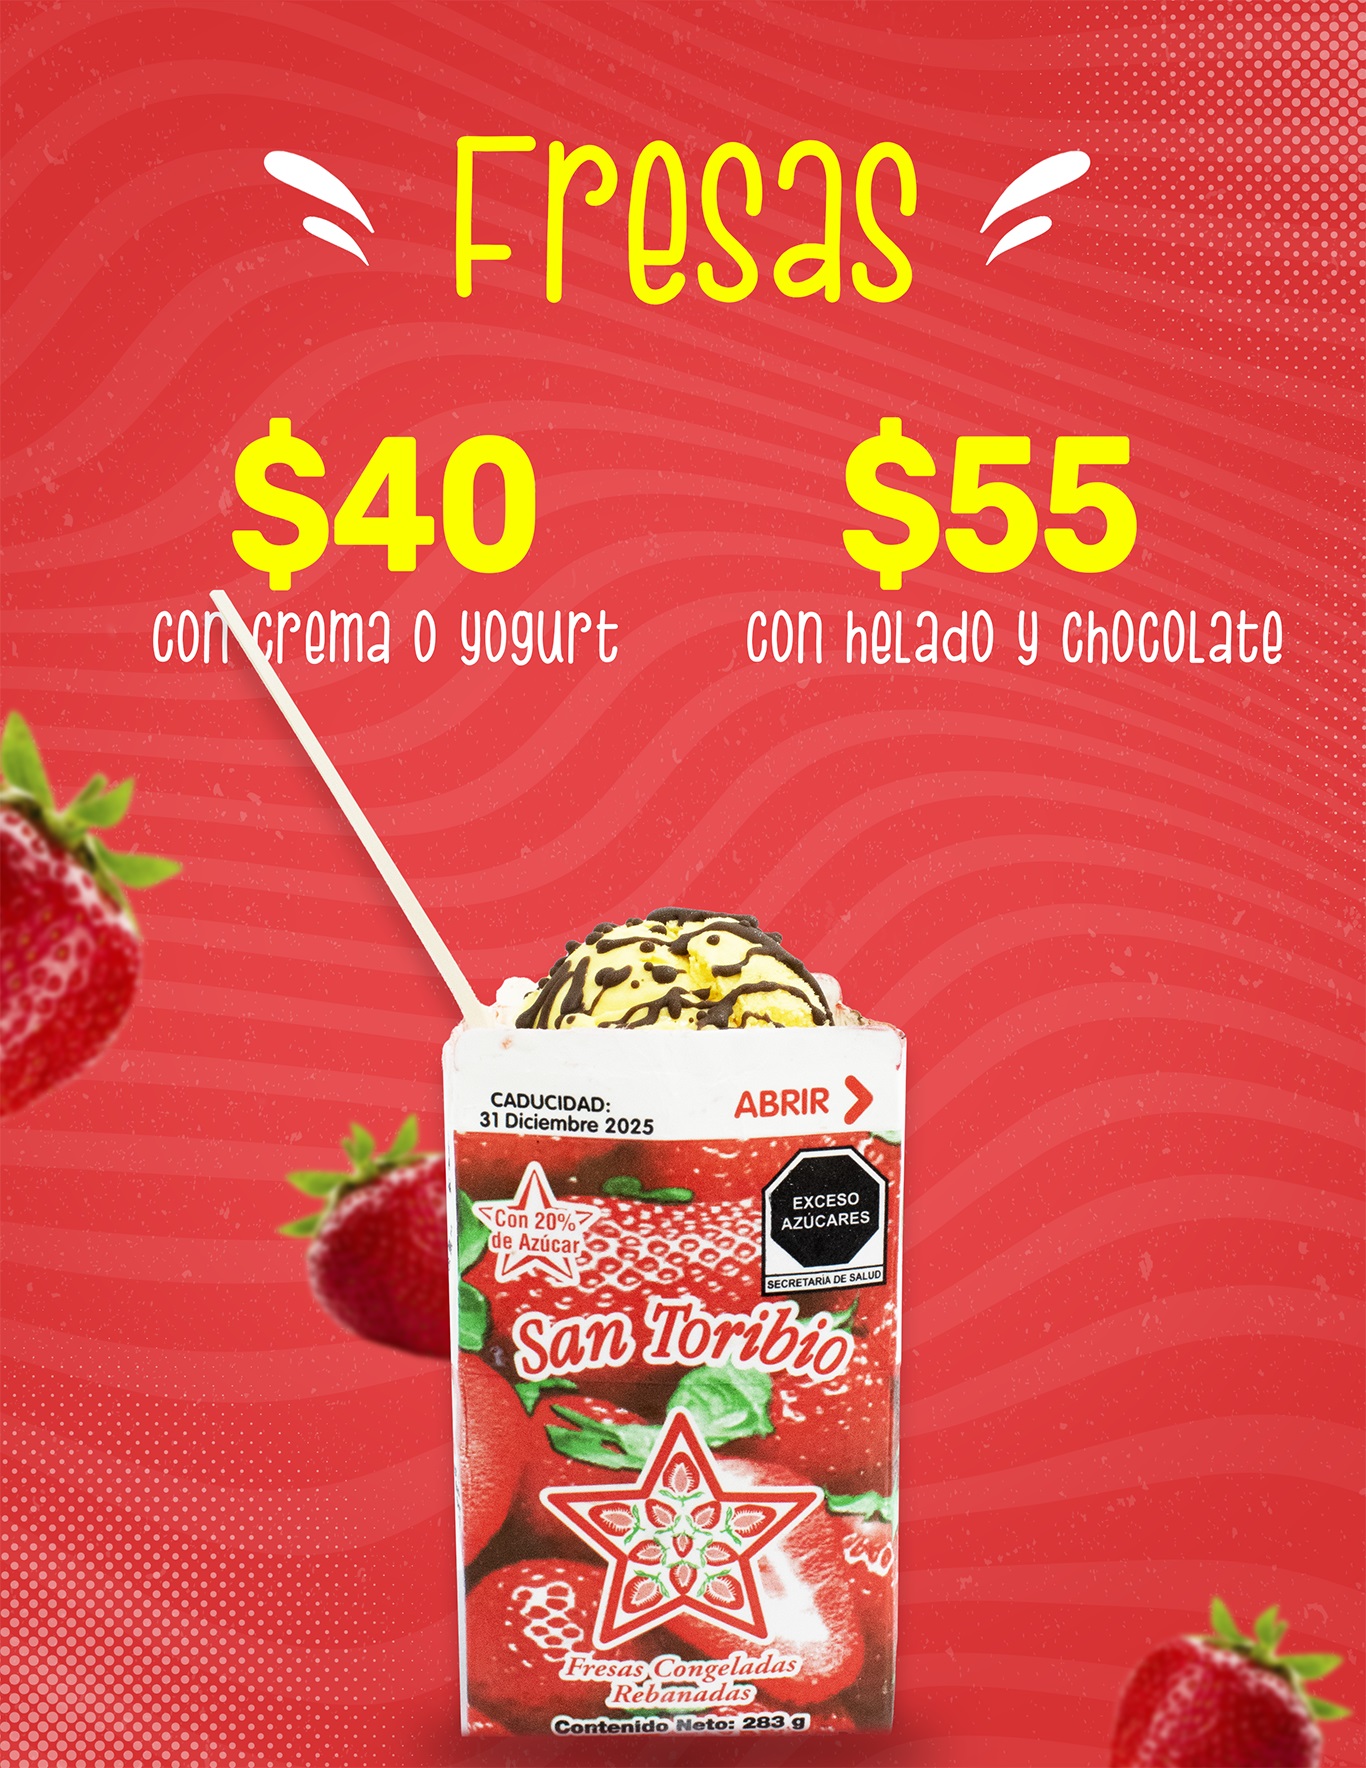 Fresas
$40
con crema o yogurt
$55
con helado y chocolate
CADUCIDAD:
31 Diciembre 2025
ABRIR
Con 20%
de Azúcar
EXCESO
AZÚCARES
SECRETARÍA DE SALUD
San Toribio
Fresas Congeladas
Rebanadas
Contenido Neto: 283 g